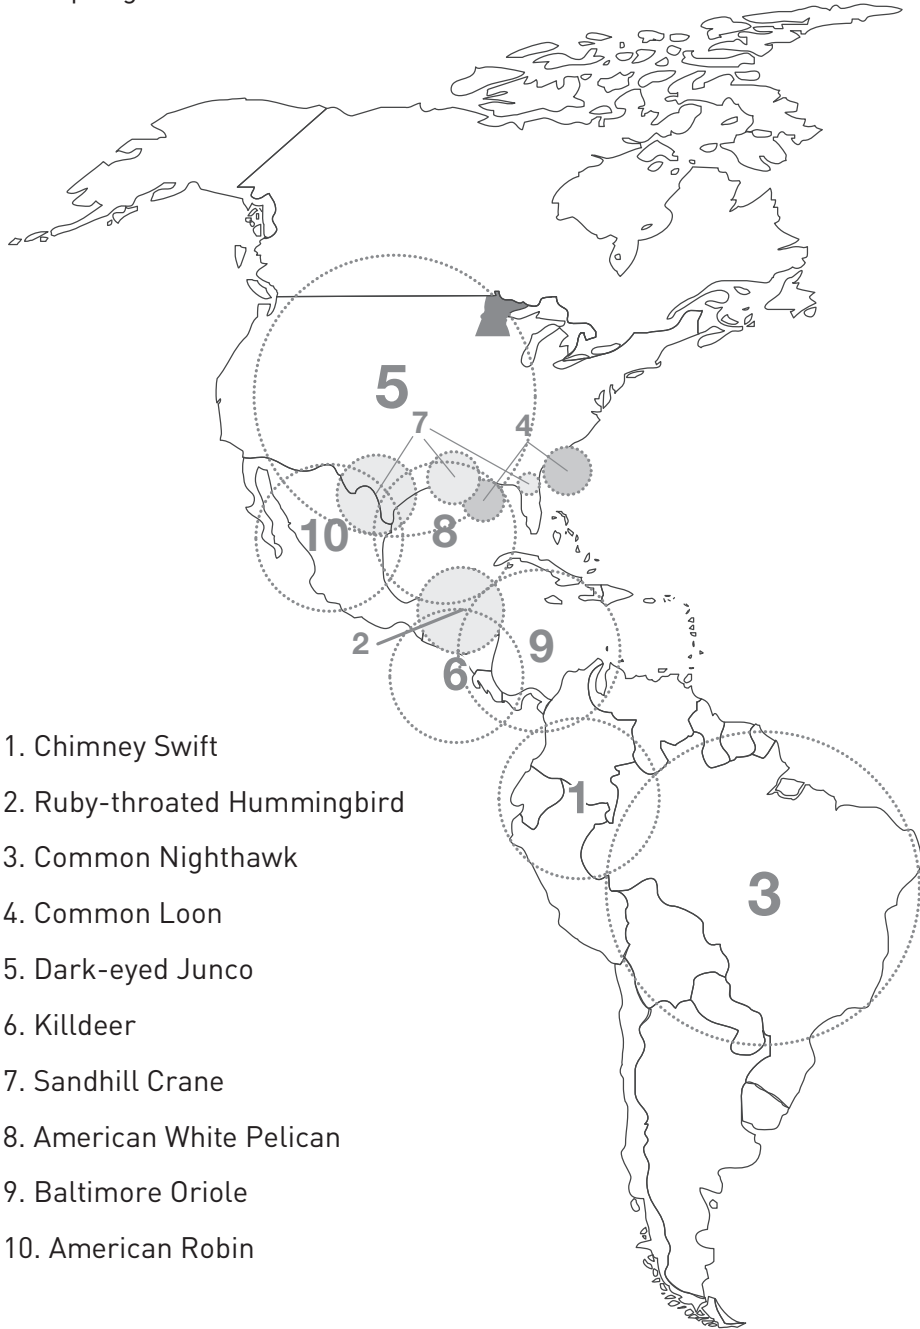 5
7
4
10
8
2
9
6
1
3
1. Chimney Swift
2. Ruby-throated Hummingbird
3. Common Nighthawk
4. Common Loon
5. Dark-eyed Junco
6. Killdeer
7. Sandhill Crane
8. American White Pelican
9. Baltimore Oriole
10. American Robin